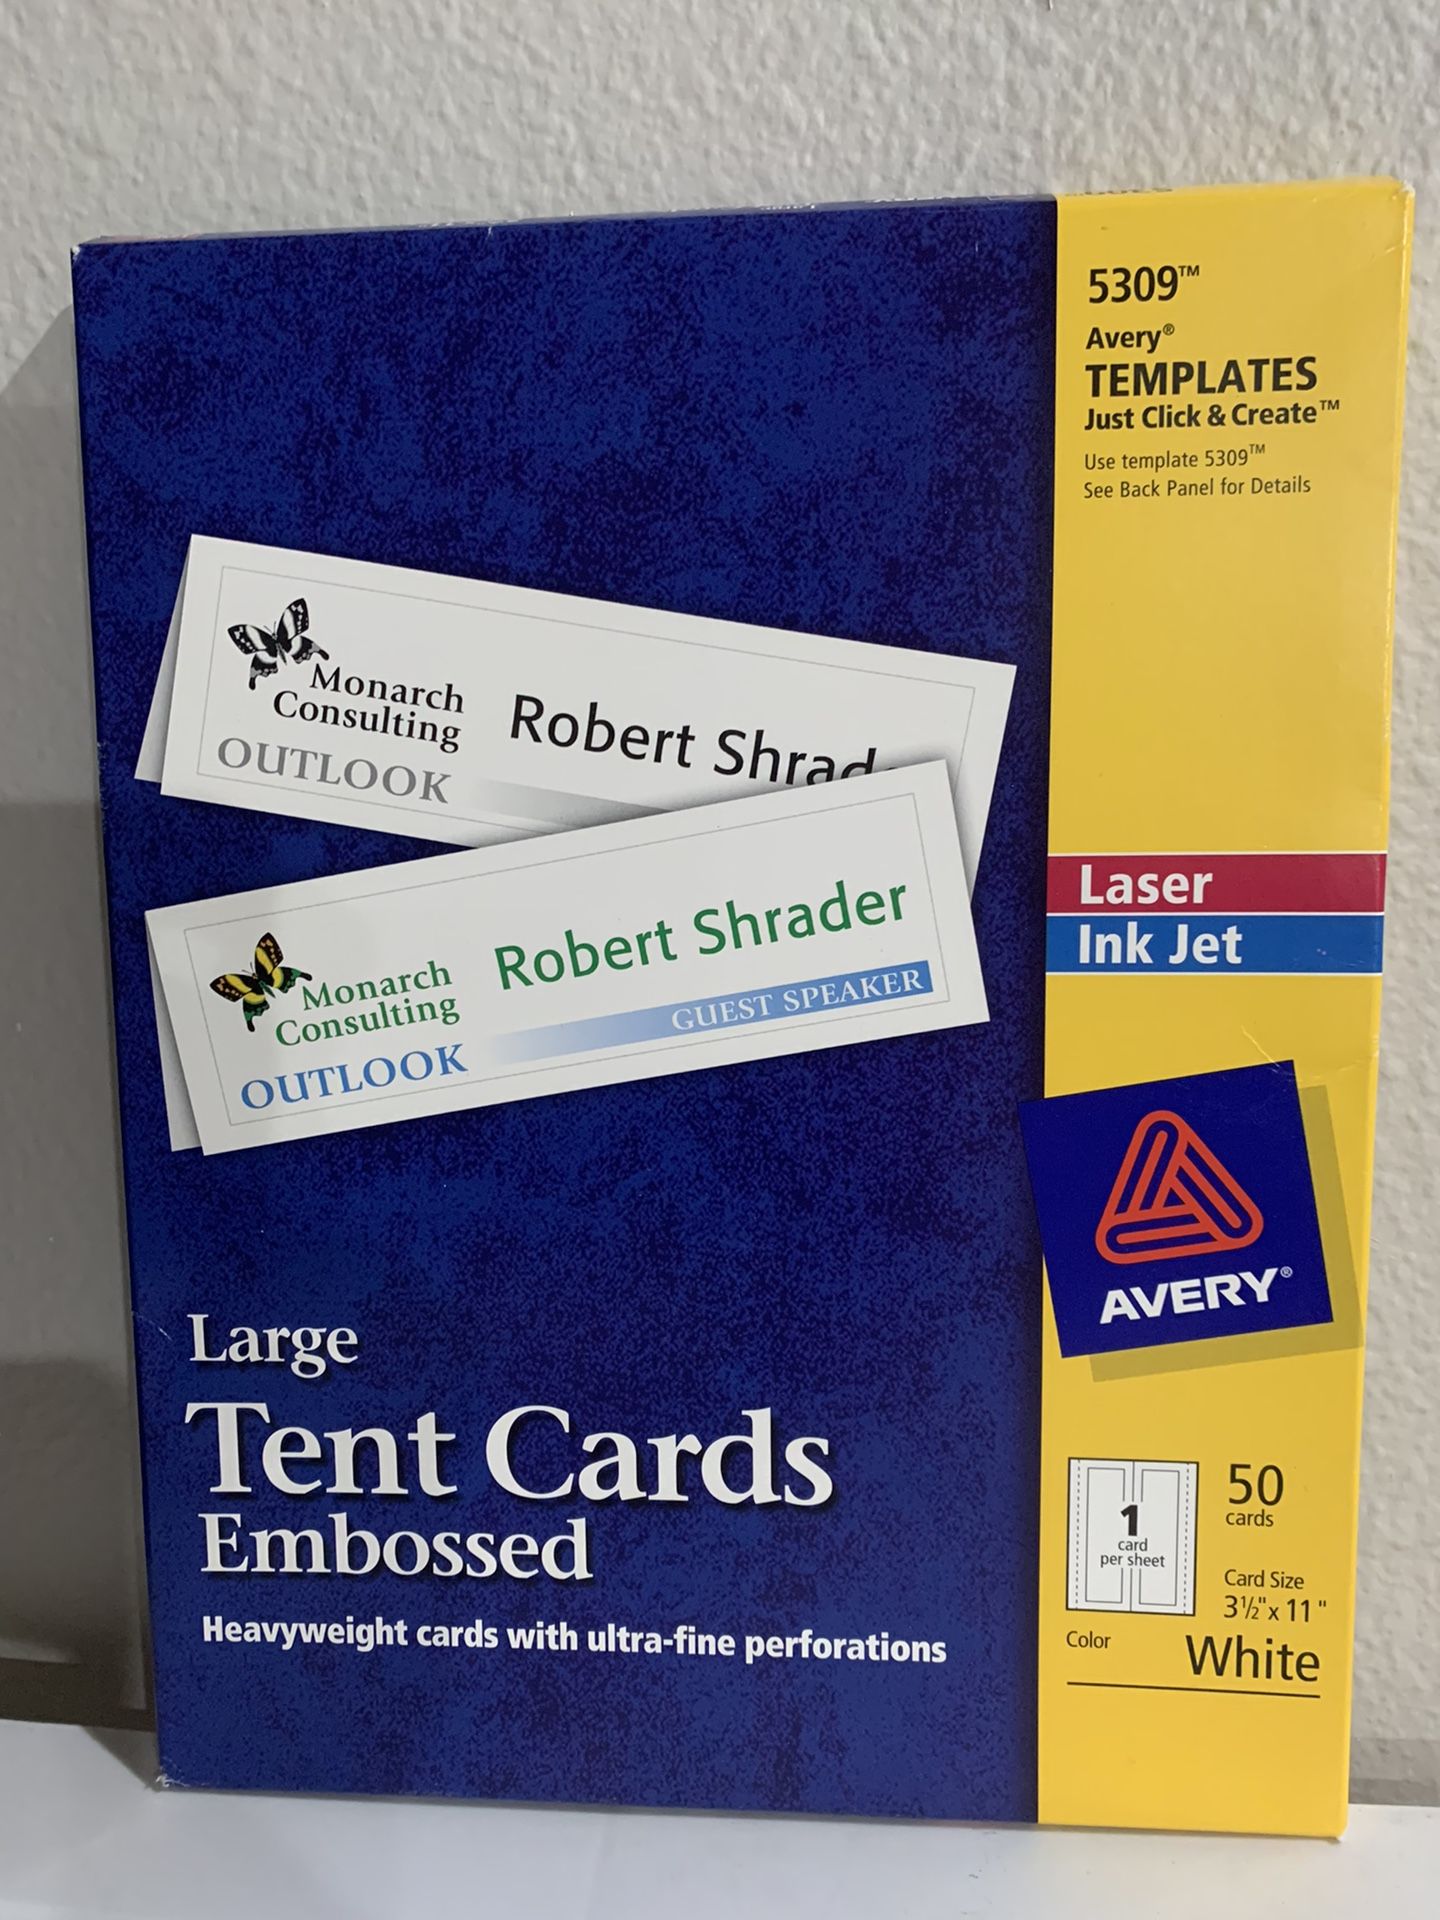 5309™
Avery®
TEMPLATES
Just Click & Create™
Use template 5309™
See Back Panel for Details
Monarch
Consulting
OUTLOOK
Robert
Monarch
Consulting
OUTLOOK
Robert Shrader
GUEST SPEAKER
Laser
Ink Jet
AVERY®
Large
Tent Cards
Embossed
Heavyweight cards with ultra-fine perforations
1
card
per sheet
50
cards
Card Size
3½" x 11"
Color
White